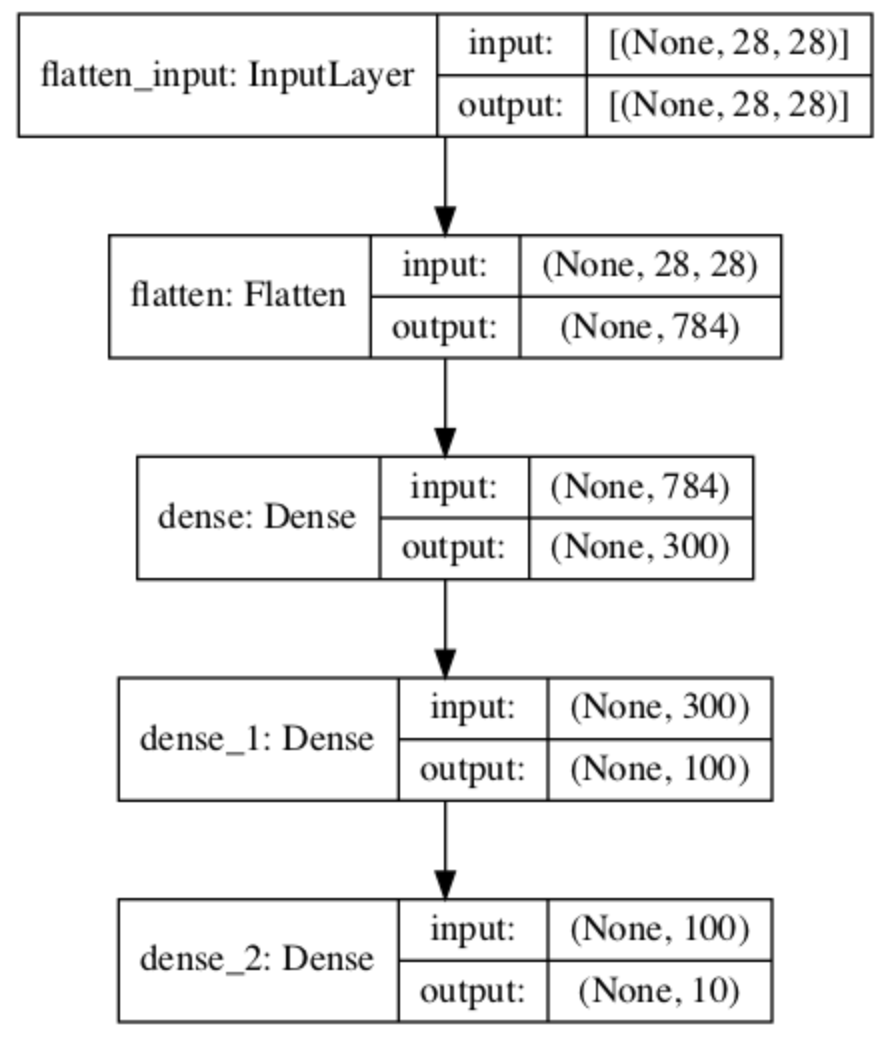 flatten_input: InputLayer
input:
[(None, 28, 28)]
output:
[(None, 28, 28)]
flatten: Flatten
input:
(None, 28, 28)
output:
(None, 784)
dense: Dense
input:
(None, 784)
output:
(None, 300)
dense_1: Dense
input:
(None, 300)
output:
(None, 100)
dense_2: Dense
input:
(None, 100)
output:
(None, 10)